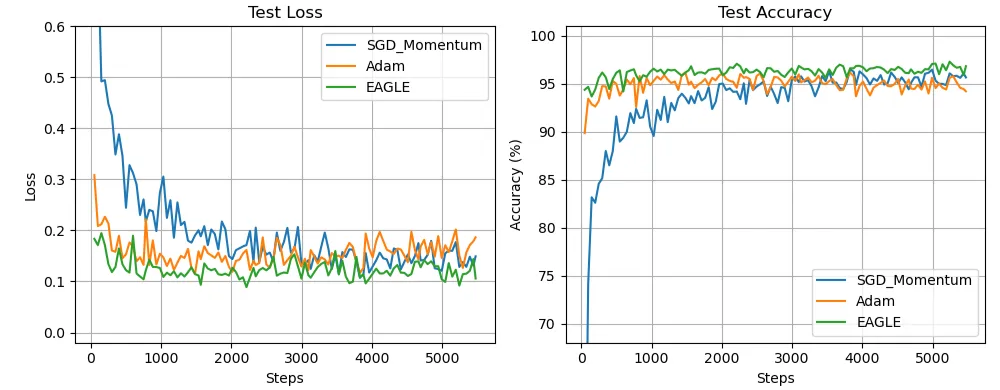 Test Loss
0.6
0.5
0.4
0.3
0.2
0.1
0.0
Loss
SGD_Momentum
Adam
EAGLE
0 1000 2000 3000 4000 5000
Steps
Test Accuracy
100
95
90
85
80
75
70
Accuracy (%)
SGD_Momentum
Adam
EAGLE
0 1000 2000 3000 4000 5000
Steps